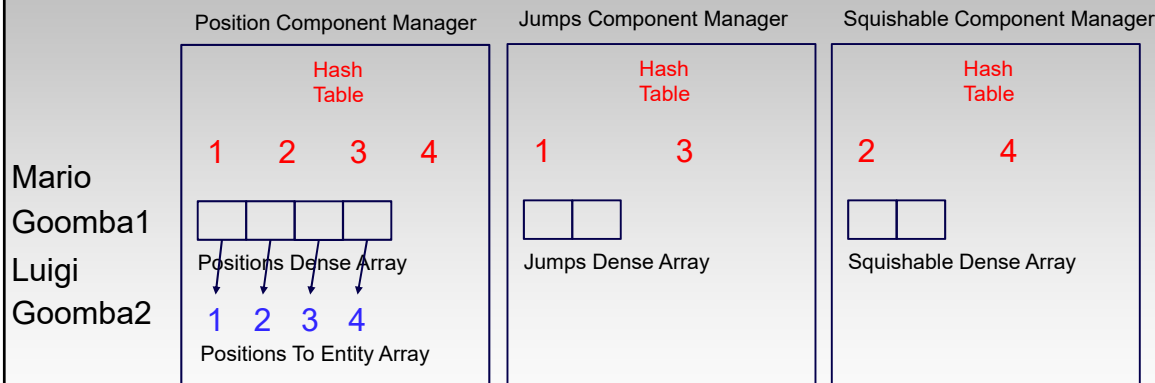 Position Component Manager
Jumps Component Manager
Squishable Component Manager
Hash
Table
Hash
Table
Hash
Table
1 2 3 4
1 3
2 4
Mario
Goomba1
Luigi
Goomba2
Positions Dense Array
Jumps Dense Array
Squishable Dense Array
1 2 3 4
Positions To Entity Array